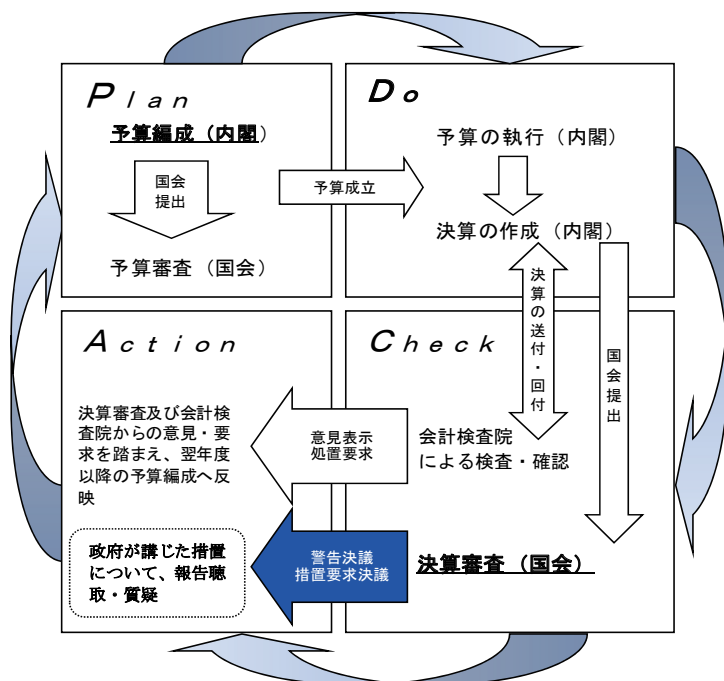 Plan
予算編成(内閣)
国会
提出
予算審査(国会)
予算成立
Do
予算の執行(内閣)
決算の作成(内閣)
決算の送付・回付
国会提出
Action
決算審査及び会計検
査院からの意見・要
求を踏まえ、翌年度
以降の予算編成へ反
映
政府が講じた措置
について、報告聴
取・質疑
Check
意見表示
処置要求
会計検査院
による検査・確認
警告決議
措置要求決議
決算審査(国会)